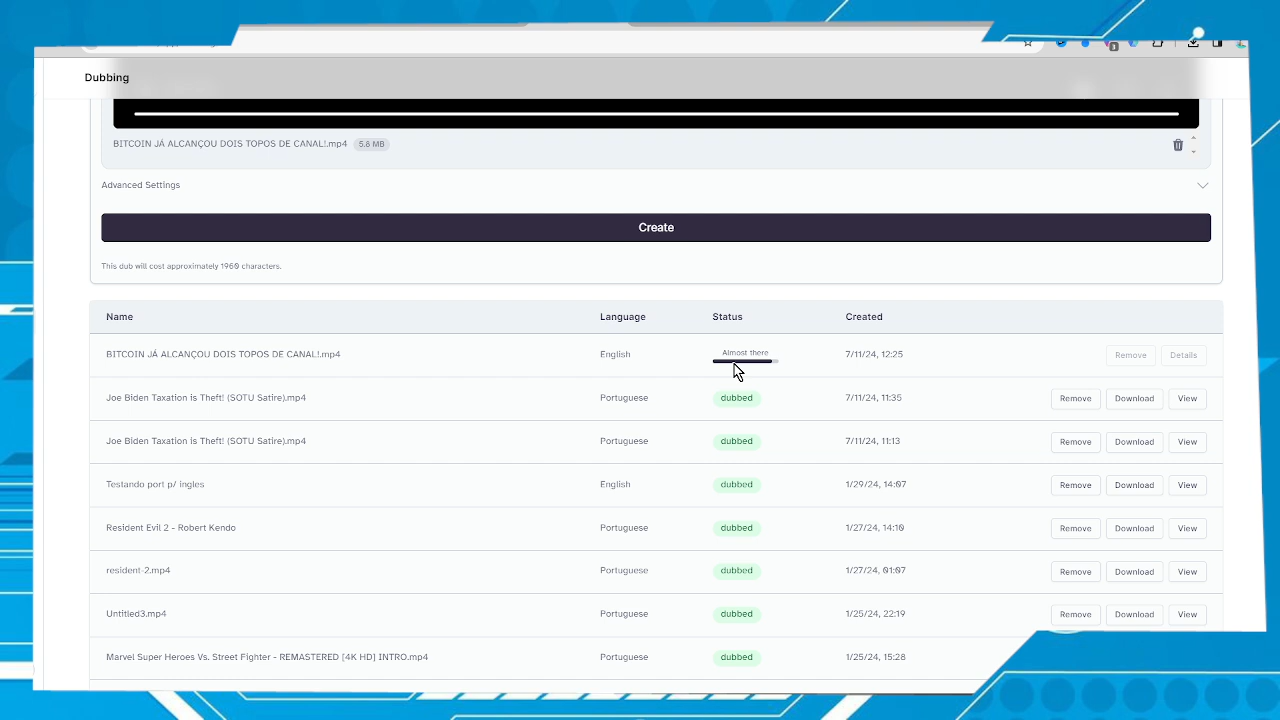 Dubbing
BITCOIN JÁ ALCANÇOU DOIS TOPOS DE CANAL!.mp4 5.8 MB
Advanced Settings
Create
This dub will cost approximately 1960 characters.
Name Language Status Created
BITCOIN JÁ ALCANÇOU DOIS TOPOS DE CANAL!.mp4 English Almost there 7/11/24, 12:25 Remove Details
Joe Biden Taxation is Theft! (SOTU Satire).mp4 Portuguese dubbed 7/11/24, 11:35 Remove Download View
Joe Biden Taxation is Theft! (SOTU Satire).mp4 Portuguese dubbed 7/11/24, 11:13 Remove Download View
Testando port p/ ingles English dubbed 1/29/24, 14:07 Remove Download View
Resident Evil 2 - Robert Kendo Portuguese dubbed 1/27/24, 14:10 Remove Download View
resident-2.mp4 Portuguese dubbed 1/27/24, 01:07 Remove Download View
Untitled3.mp4 Portuguese dubbed 1/25/24, 22:19 Remove Download View
Marvel Super Heroes Vs. Street Fighter - REMASTERED [4K HD] INTRO.mp4 Portuguese dubbed 1/25/24, 15:28